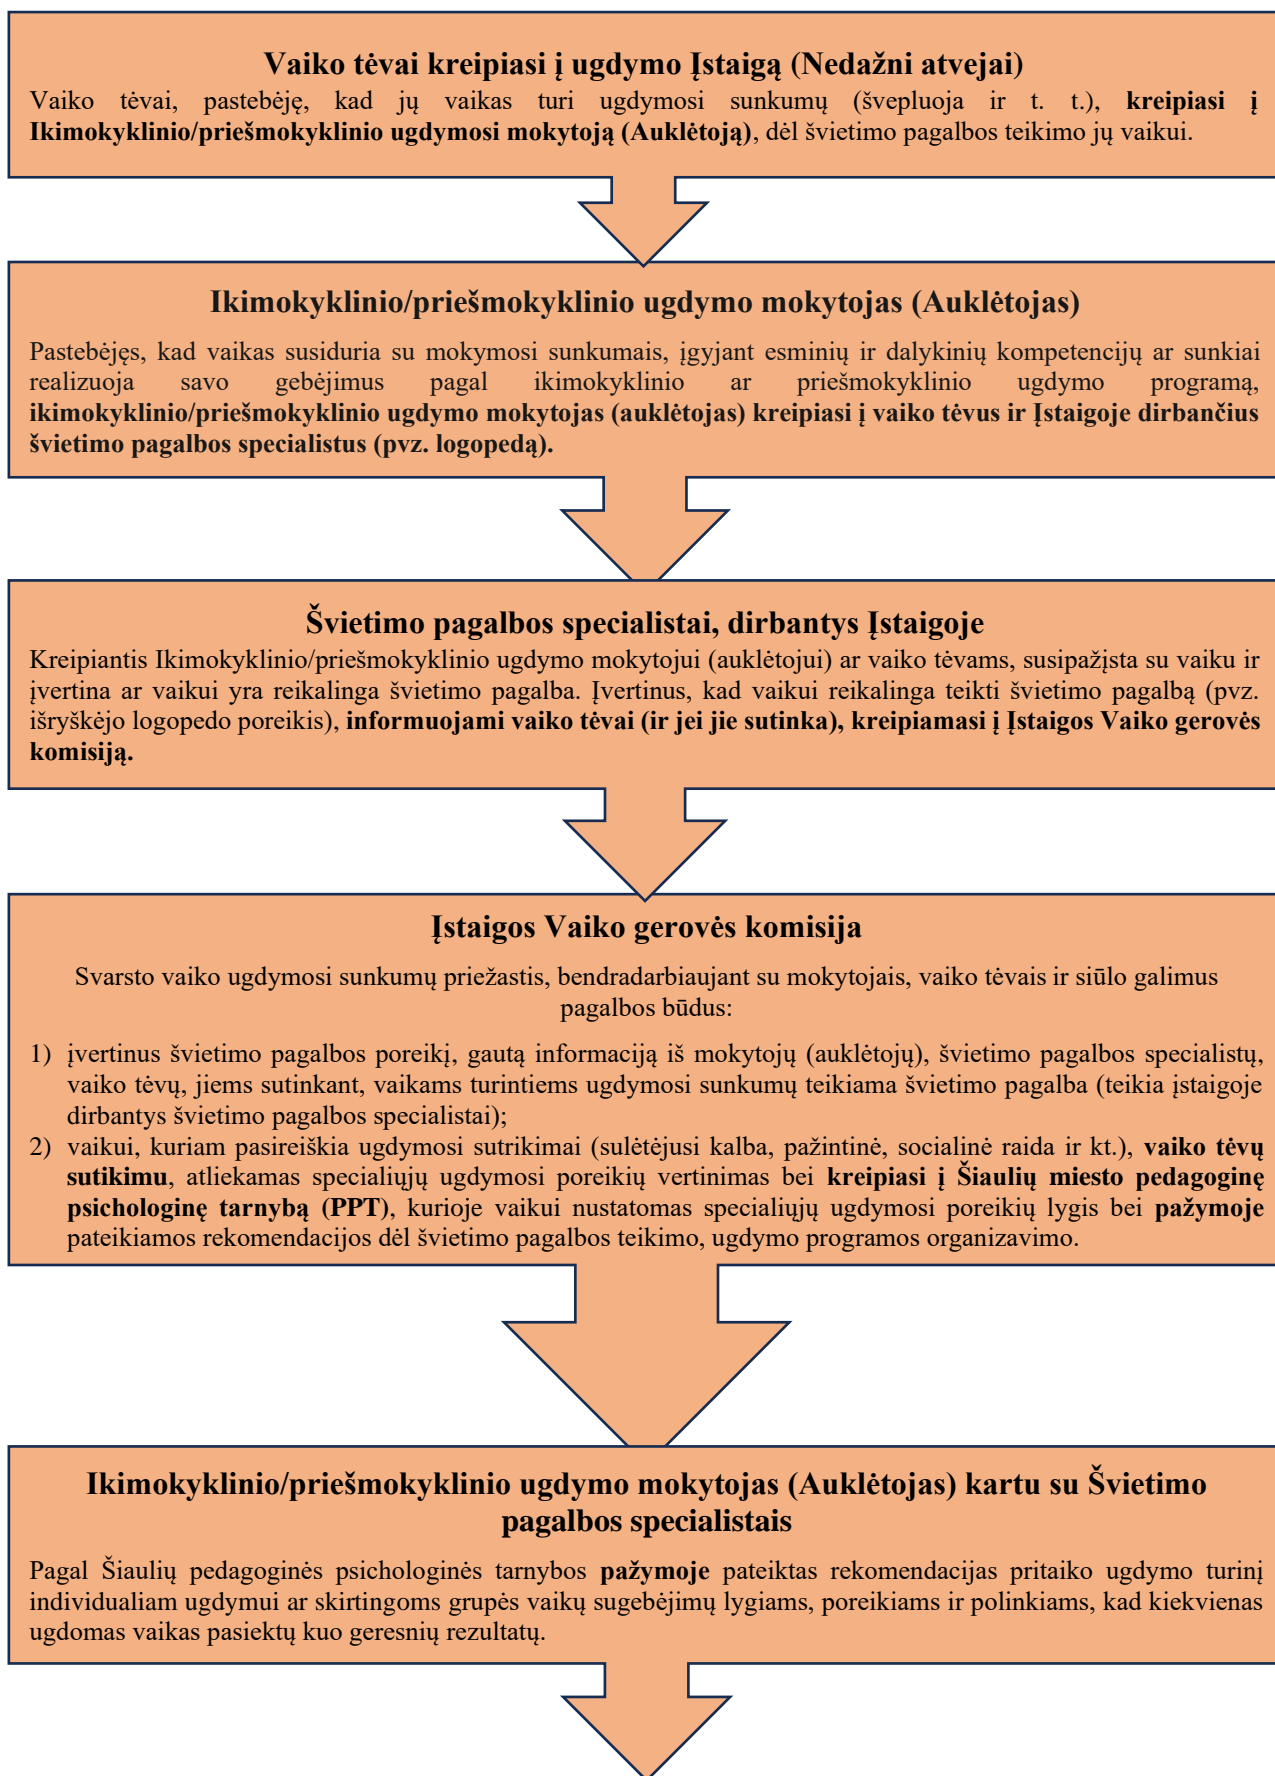 Vaiko tėvai kreipiasi į ugdymo Įstaigą (Nedažni atvejai)
Vaiko tėvai, pastebėję, kad jų vaikas turi ugdymosi sunkumų (švepluoja ir t. t.), kreipiasi į
Ikimokyklinio/priešmokyklinio ugdymosi mokytoją (Auklėtoją), dėl švietimo pagalbos teikimo jų vaikui.
Ikimokyklinio/priešmokyklinio ugdymo mokytojas (Auklėtojas)
Pastebėjęs, kad vaikas susiduria su mokymosi sunkumais, įgyjant esminių ir dalykinių kompetencijų ar sunkiai
realizuoja savo gebėjimus pagal ikimokyklinio ar priešmokyklinio ugdymo programą,
ikimokyklinio/priešmokyklinio ugdymo mokytojas (auklėtojas) kreipiasi į vaiko tėvus ir Įstaigoje dirbančius
švietimo pagalbos specialistus (pvz. logopedą).
Švietimo pagalbos specialistai, dirbantys Įstaigoje
Kreipiantis Ikimokyklinio/priešmokyklinio ugdymo mokytojui (auklėtojui) ar vaiko tėvams, susipažįsta su vaiku ir
įvertina ar vaikui yra reikalinga švietimo pagalba. Įvertinus, kad vaikui reikalinga teikti švietimo pagalbą (pvz.
išryškėjo logopedo poreikis), informuojami vaiko tėvai (ir jei jie sutinka), kreipiamasi į Įstaigos Vaiko gerovės
komisiją.
Įstaigos Vaiko gerovės komisija
Svarsto vaiko ugdymosi sunkumų priežastis, bendradarbiaujant su mokytojais, vaiko tėvais ir siūlo galimus
pagalbos būdus:
1) įvertinus švietimo pagalbos poreikį, gautą informaciją iš mokytojų (auklėtojų), švietimo pagalbos specialistų,
vaiko tėvų, jiems sutinkant, vaikams turintiems ugdymosi sunkumų teikiama švietimo pagalba (teikia įstaigoje
dirbantys švietimo pagalbos specialistai);
2) vaikui, kuriam pasireiškia ugdymosi sutrikimai (sulėtėjusi kalba, pažintinė, socialinė raida ir kt.), vaiko tėvų
sutikimu, atliekamas specialiųjų ugdymosi poreikių vertinimas bei kreipiasi į Šiaulių miesto pedagoginę
psichologinę tarnybą (PPT), kurioje vaikui nustatomas specialiųjų ugdymosi poreikių lygis bei pažymoje
pateikiamos rekomendacijos dėl švietimo pagalbos teikimo, ugdymo programos organizavimo.
Ikimokyklinio/priešmokyklinio ugdymo mokytojas (Auklėtojas) kartu su Švietimo
pagalbos specialistais
Pagal Šiaulių pedagoginės psichologinės tarnybos pažymoje pateiktas rekomendacijas pritaiko ugdymo turinį
individualiam ugdymui ar skirtingoms grupės vaikų sugebėjimų lygiams, poreikiams ir polinkiams, kad kiekvienas
ugdomas vaikas pasiektų kuo geresnių rezultatų.